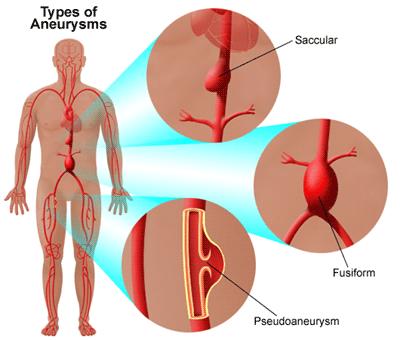 Types of
Aneurysms
Saccular
Fusiform
Pseudoaneurysm